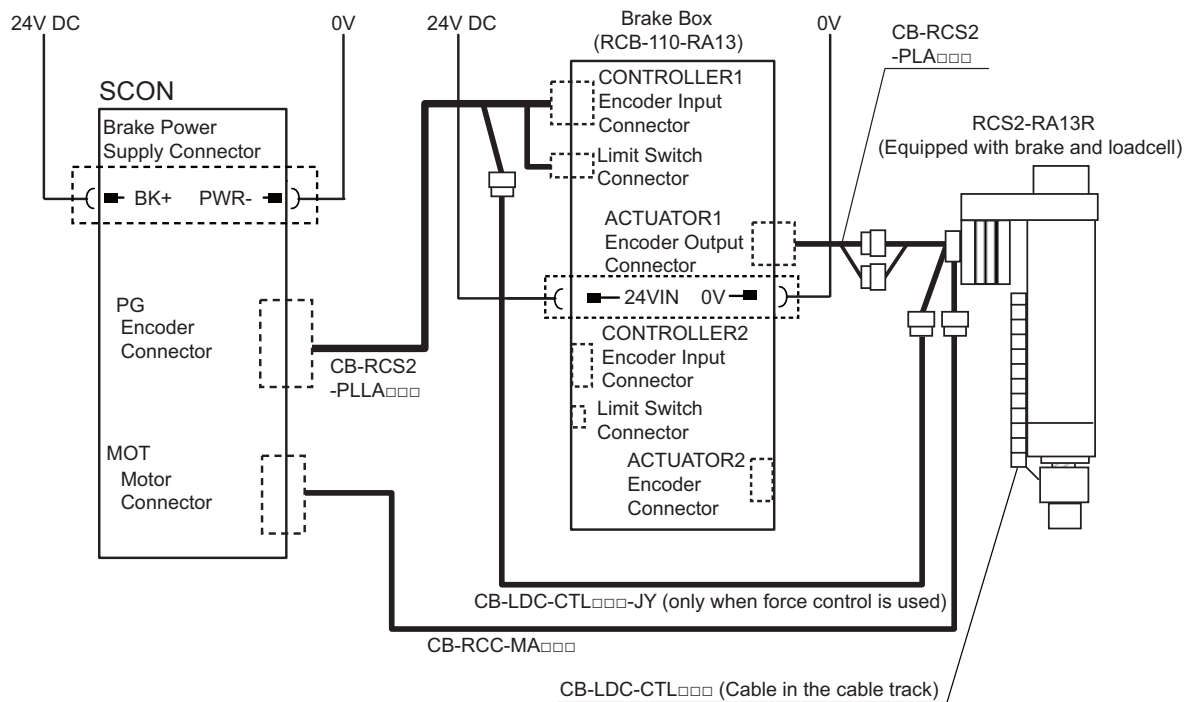 24V DC
0V
24V DC
Brake Box
(RCB-110-RA13)
0V
CB-RCS2
-PLA□□□
SCON
Brake Power
Supply Connector
BK+
PWR-
PG
Encoder
Connector
CB-RCS2
-PLLA□□□
MOT
Motor
Connector
CONTROLLER1
Encoder Input
Connector
Limit Switch
Connector
ACTUATOR1
Encoder Output
Connector
24VIN
0V
CONTROLLER2
Encoder Input
Connector
Limit Switch
Connector
ACTUATOR2
Encoder
Connector
RCS2-RA13R
(Equipped with brake and loadcell)
CB-LDC-CTL□□□-JY (only when force control is used)
CB-RCC-MA□□□
CB-LDC-CTL□□□ (Cable in the cable track)